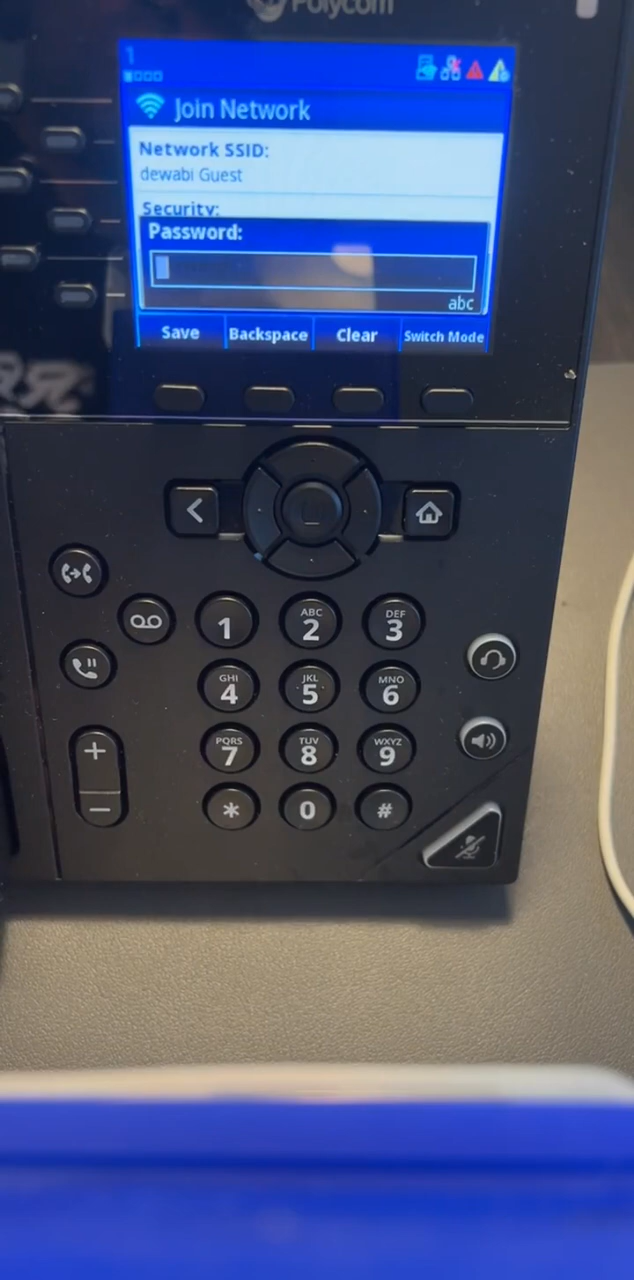 Polycom
1
Join Network
Network SSID:
dewabi Guest
Security:
Password:
abc
Save Backspace Clear Switch Mode
1 ABC 2 DEF 3
GHI 4 JKL 5 MNO 6
PQRS 7 TUV 8 WXYZ 9
* 0 #